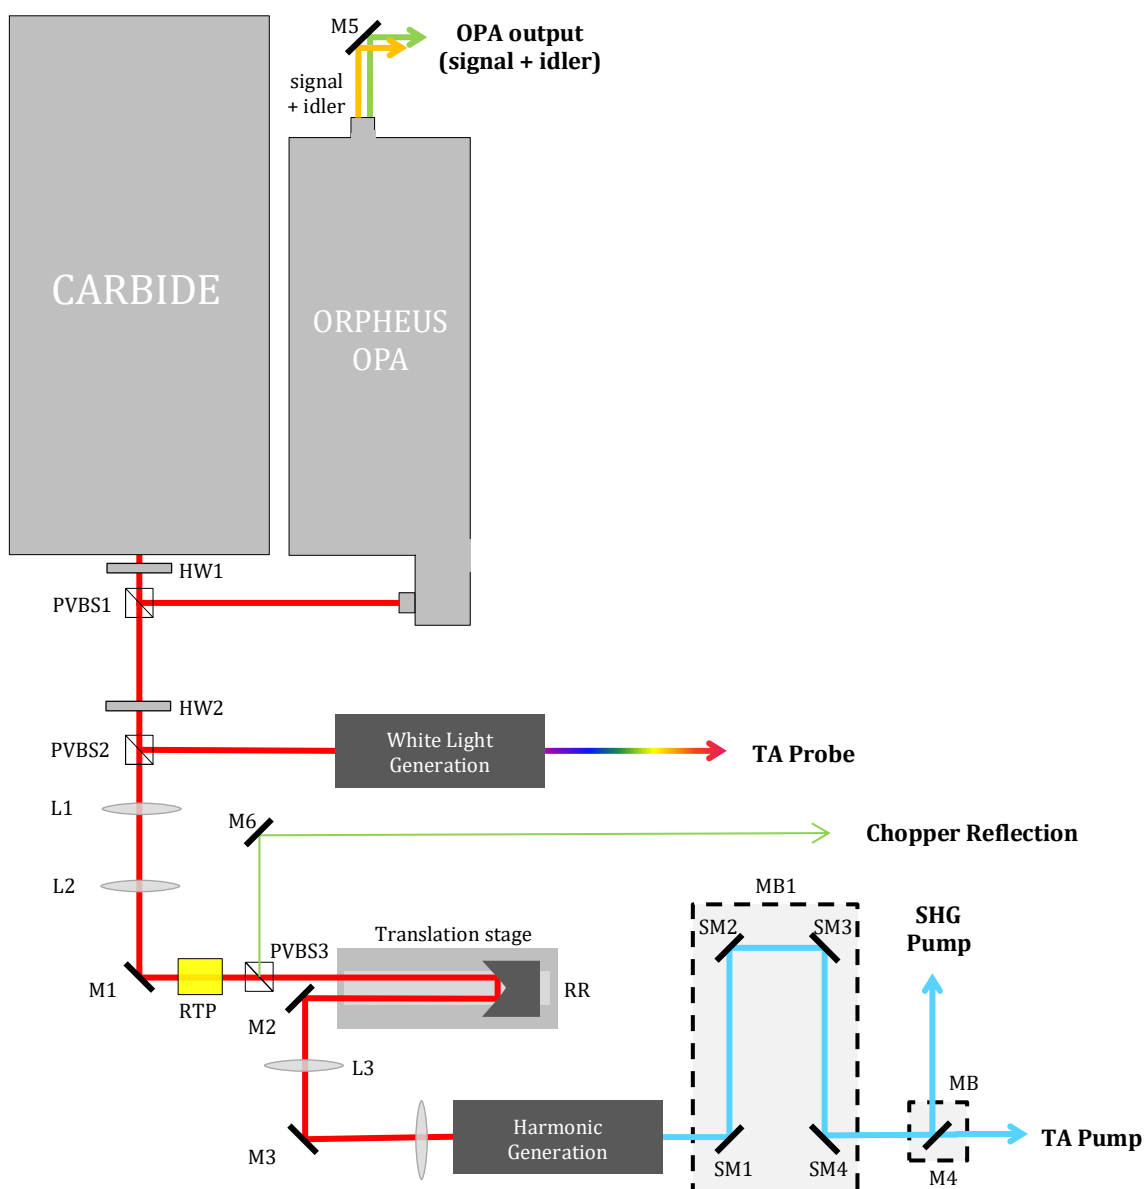 M5
OPA output
(signal + idler)
signal
+ idler
CARBIDE
ORPHEUS
OPA
HW1
PVBS1
HW2
PVBS2
White Light
Generation
TA Probe
L1
M6
Chopper Reflection
L2
MB1
SM2
SM3
SHG
Pump
Translation stage
PVBS3
M1
RTP
M2
RR
L3
MB
Harmonic
Generation
M3
SM1
SM4
M4
TA Pump